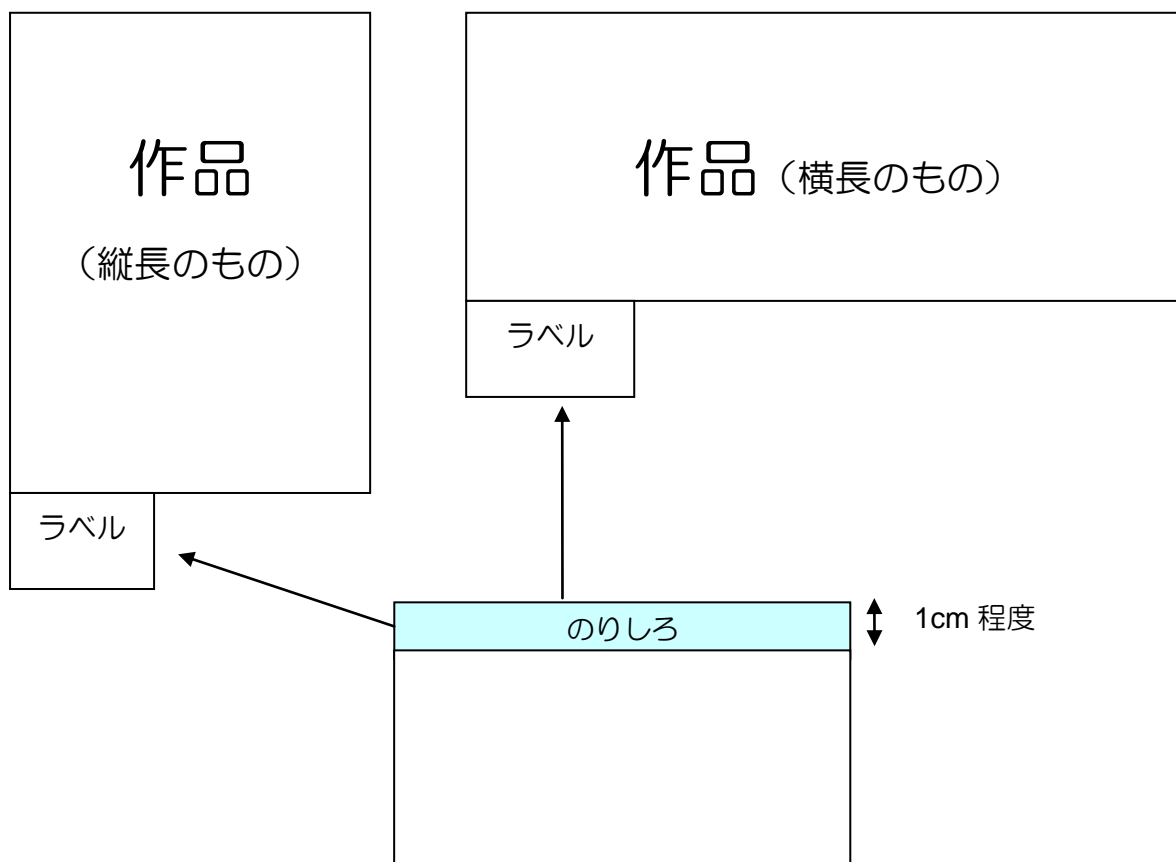 作品
（縦長のもの）
作品（横長のもの）
ラベル
ラベル
のりしろ
1cm 程度